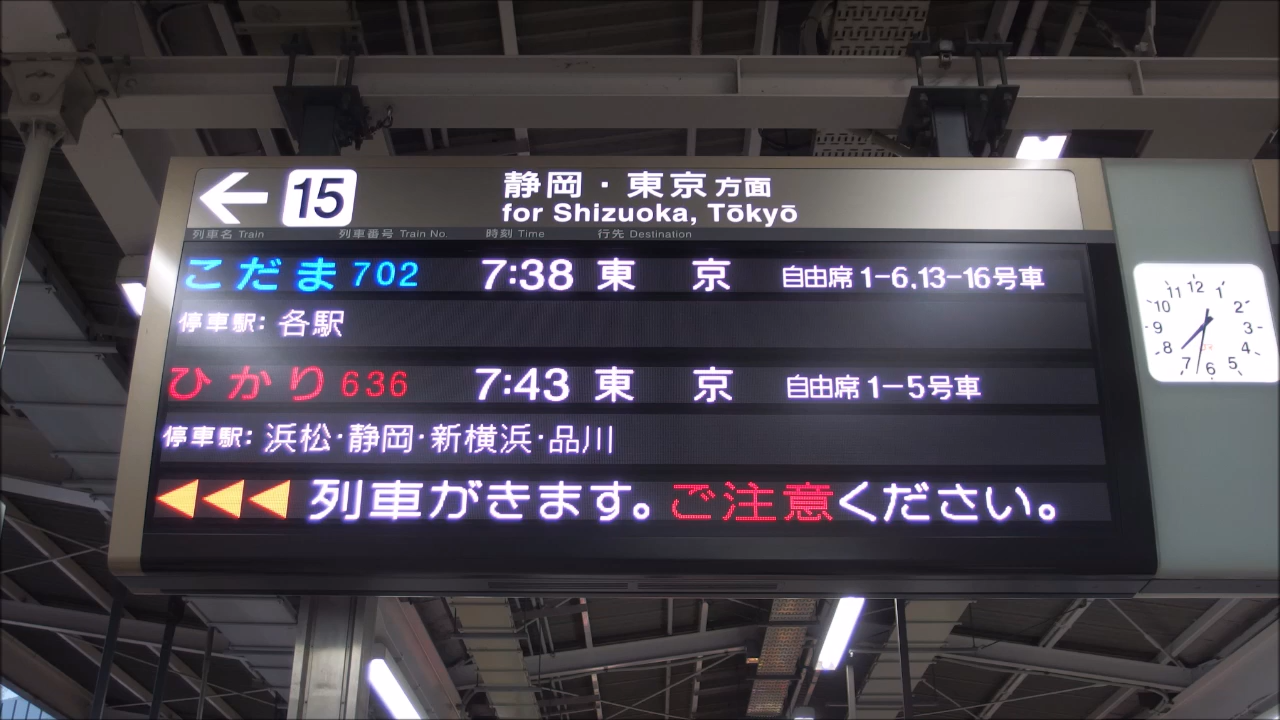 ← 15 静岡・東京方面
for Shizuoka, Tōkyō
列車名 Train 列車番号 Train No. 時刻 Time 行先 Destination
こだま 702 7:38 東京 自由席 1-6,13-16号車
停車駅: 各駅
ひかり 636 7:43 東京 自由席 1-5号車
停車駅: 浜松・静岡・新横浜・品川
列車がきます。ご注意ください。
12 1 2 3 4 5 6 7 8 9 10 11